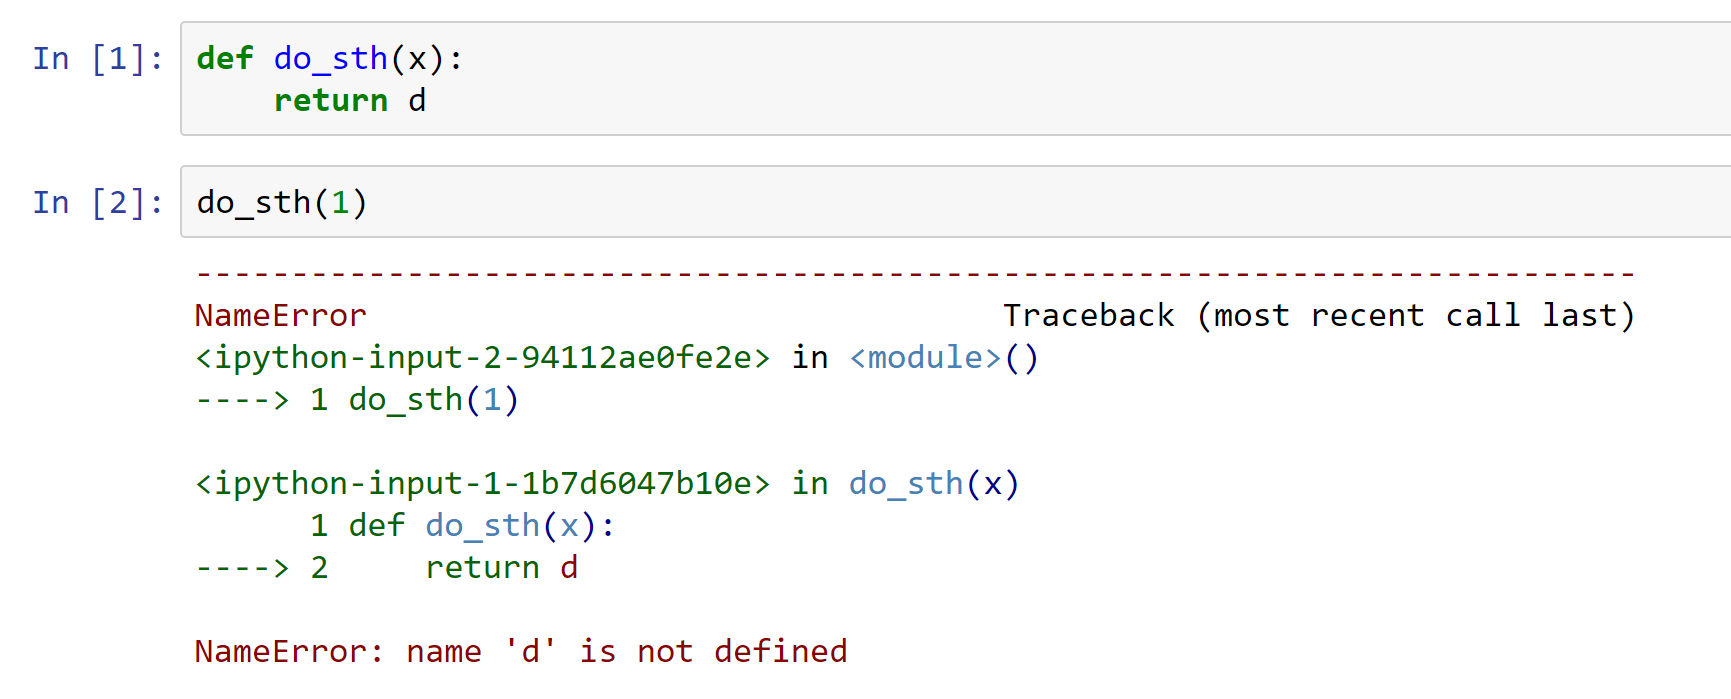 In [1]: def do_sth(x):
    return d
In [2]: do_sth(1)
---------------------------------------------------------------------------
NameError                                 Traceback (most recent call last)
<ipython-input-2-94112ae0fe2e> in <module>()
----> 1 do_sth(1)
<ipython-input-1-1b7d6047b10e> in do_sth(x)
      1 def do_sth(x):
----> 2     return d
NameError: name 'd' is not defined